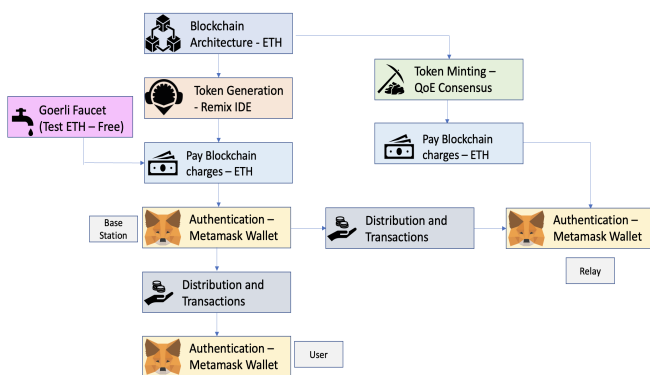 Blockchain
Architecture - ETH
Token Generation
- Remix IDE
Token Minting –
QoE Consensus
Goerli Faucet
(Test ETH – Free)
Pay Blockchain
charges – ETH
Pay Blockchain
charges – ETH
Base
Station
Authentication –
Metamask Wallet
Distribution and
Transactions
Authentication –
Metamask Wallet
Relay
Distribution and
Transactions
Authentication –
Metamask Wallet
User